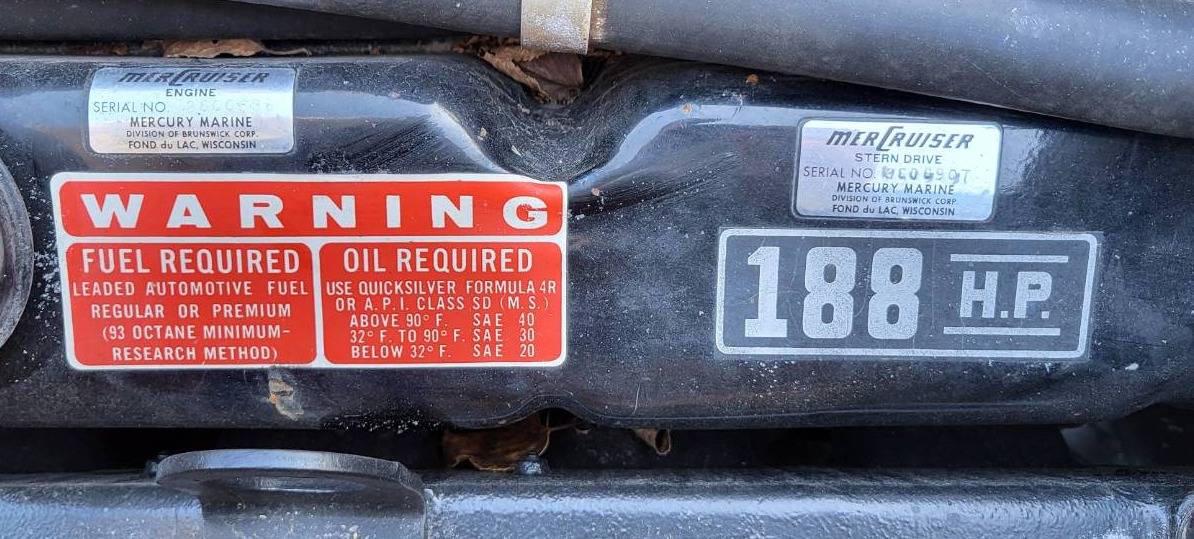 MERCRUISER
ENGINE
SERIAL NO.
MERCURY MARINE
DIVISION OF BRUNSWICK CORP.
FOND du LAC, WISCONSIN
WARNING
FUEL REQUIRED
LEADED AUTOMOTIVE FUEL
REGULAR OR PREMIUM
(93 OCTANE MINIMUM-
RESEARCH METHOD)
OIL REQUIRED
USE QUICKSILVER FORMULA 4R
OR A.P.I. CLASS SD (M.S.)
ABOVE 90° F. SAE 40
32° F. TO 90° F. SAE 30
BELOW 32° F. SAE 20
MERCRUISER
STERN DRIVE
SERIAL NO.
MERCURY MARINE
DIVISION OF BRUNSWICK CORP.
FOND du LAC, WISCONSIN
188 H.P.